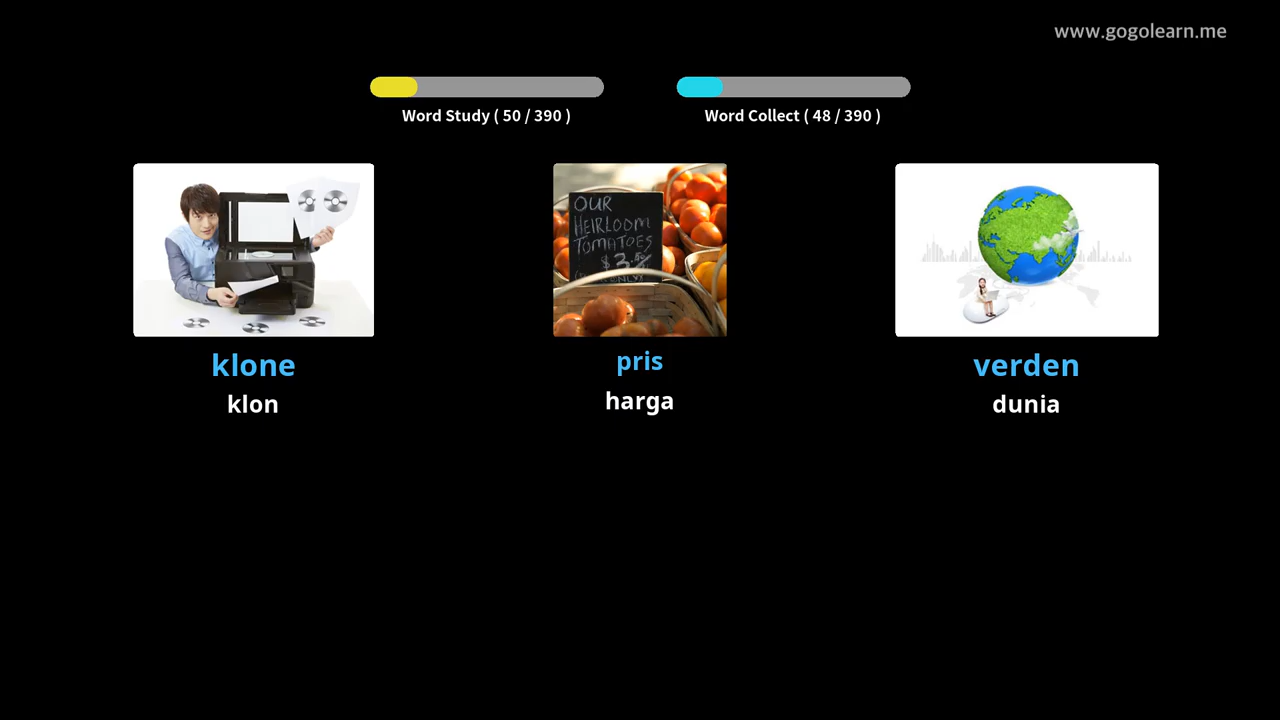 www.gogolearn.me
Word Study ( 50 / 390 )
Word Collect ( 48 / 390 )
OUR
HEIRLOOM
TOMATOES
klone
klon
pris
harga
verden
dunia